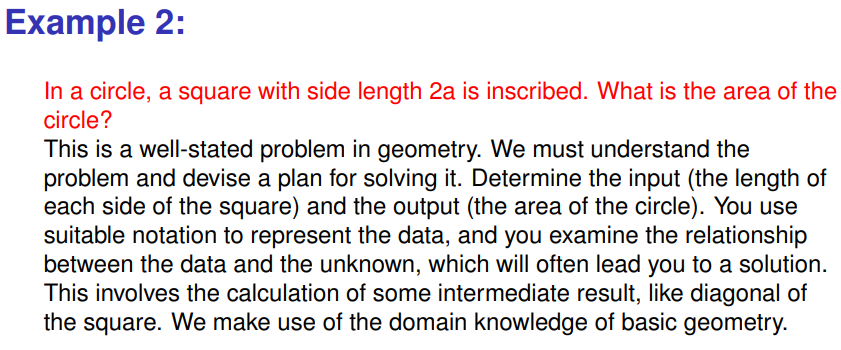 Example 2:
In a circle, a square with side length 2a is inscribed. What is the area of the
circle?
This is a well-stated problem in geometry. We must understand the
problem and devise a plan for solving it. Determine the input (the length of
each side of the square) and the output (the area of the circle). You use
suitable notation to represent the data, and you examine the relationship
between the data and the unknown, which will often lead you to a solution.
This involves the calculation of some intermediate result, like diagonal of
the square. We make use of the domain knowledge of basic geometry.